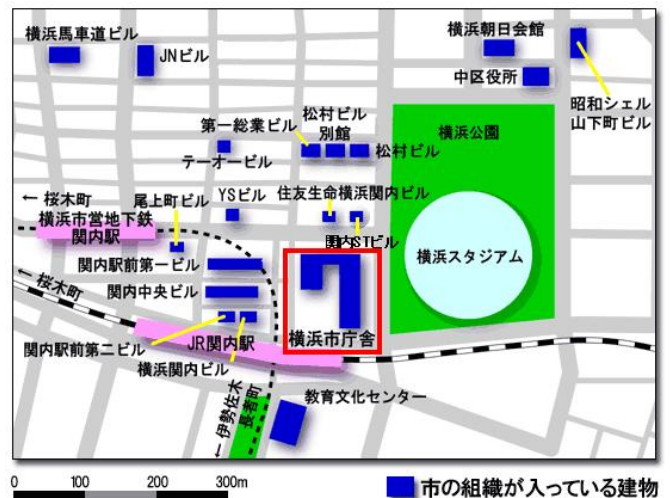 横浜馬車道ビル
JNビル
横浜朝日会館
中区役所
昭和シェル
山下町ビル
松村ビル
別館
第一総業ビル
松村ビル
テーオービル
横浜公園
← 桜木町
尾上町ビル
YSビル
住友生命横浜関内ビル
横浜市営地下鉄
関内駅
関内STビル
関内駅前第一ビル
横浜スタジアム
← 桜木町
関内中央ビル
関内駅前第二ビル
JR関内駅
横浜市庁舎
横浜関内ビル
← 伊勢佐木
長者町
教育文化センター
0 100 200 300m
市の組織が入っている建物